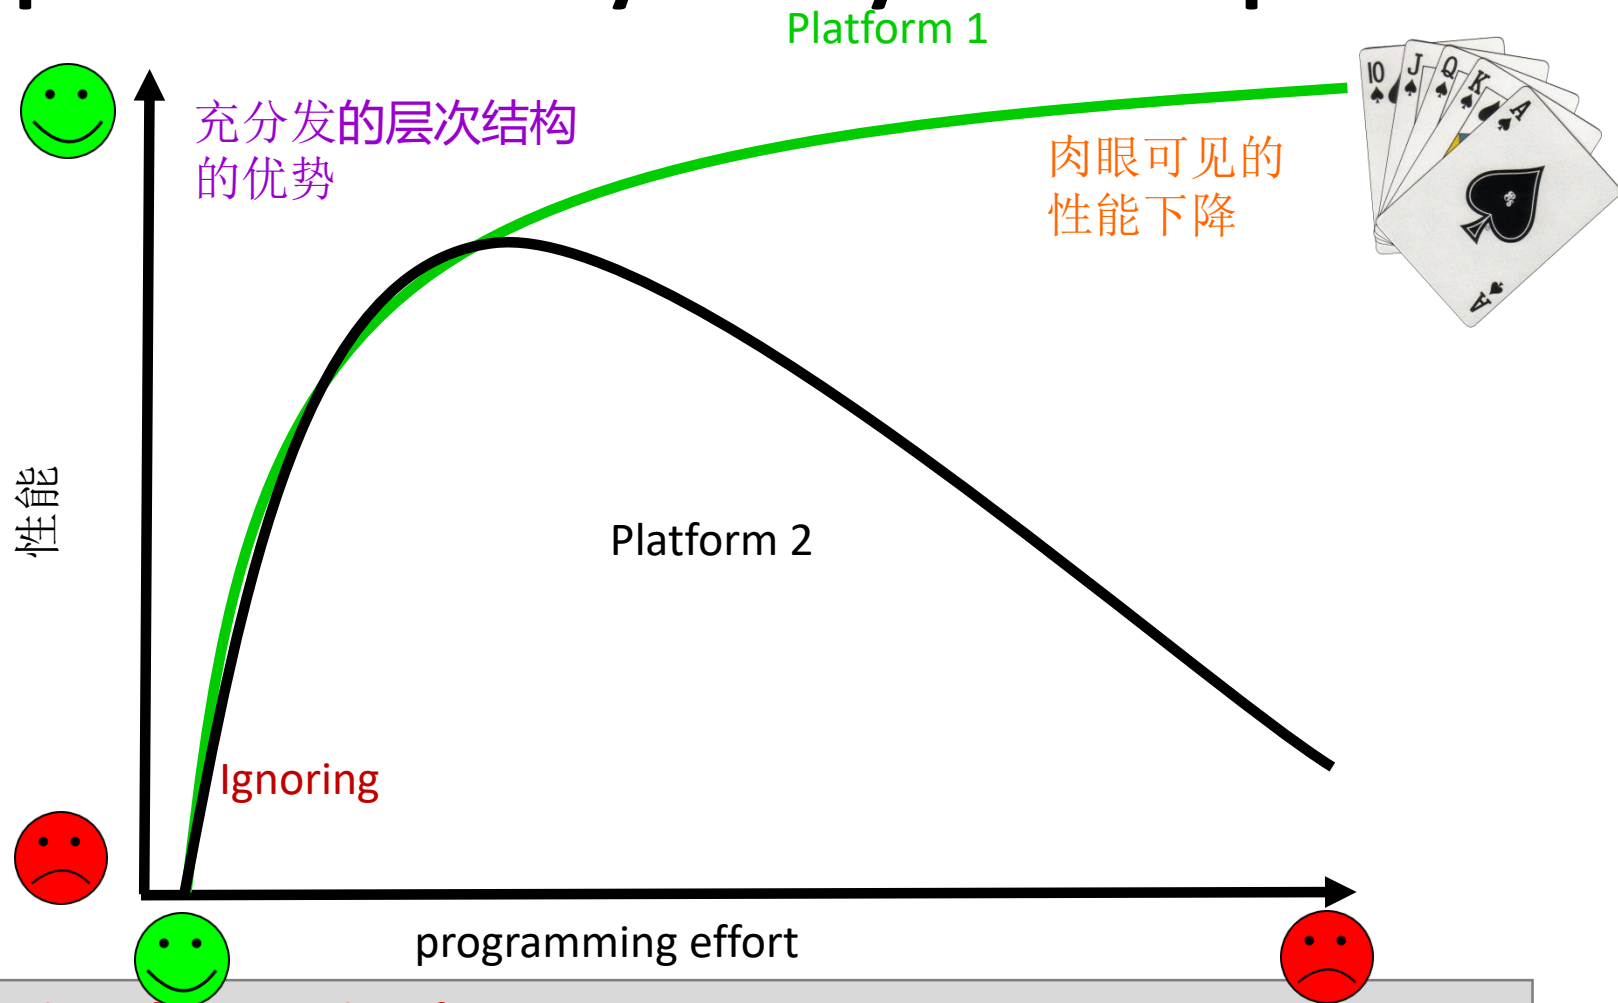 Platform 1
充分发的层次结构
的优势
肉眼可见的
性能下降
10 J Q K A
A
性能
Platform 2
Ignoring
programming effort